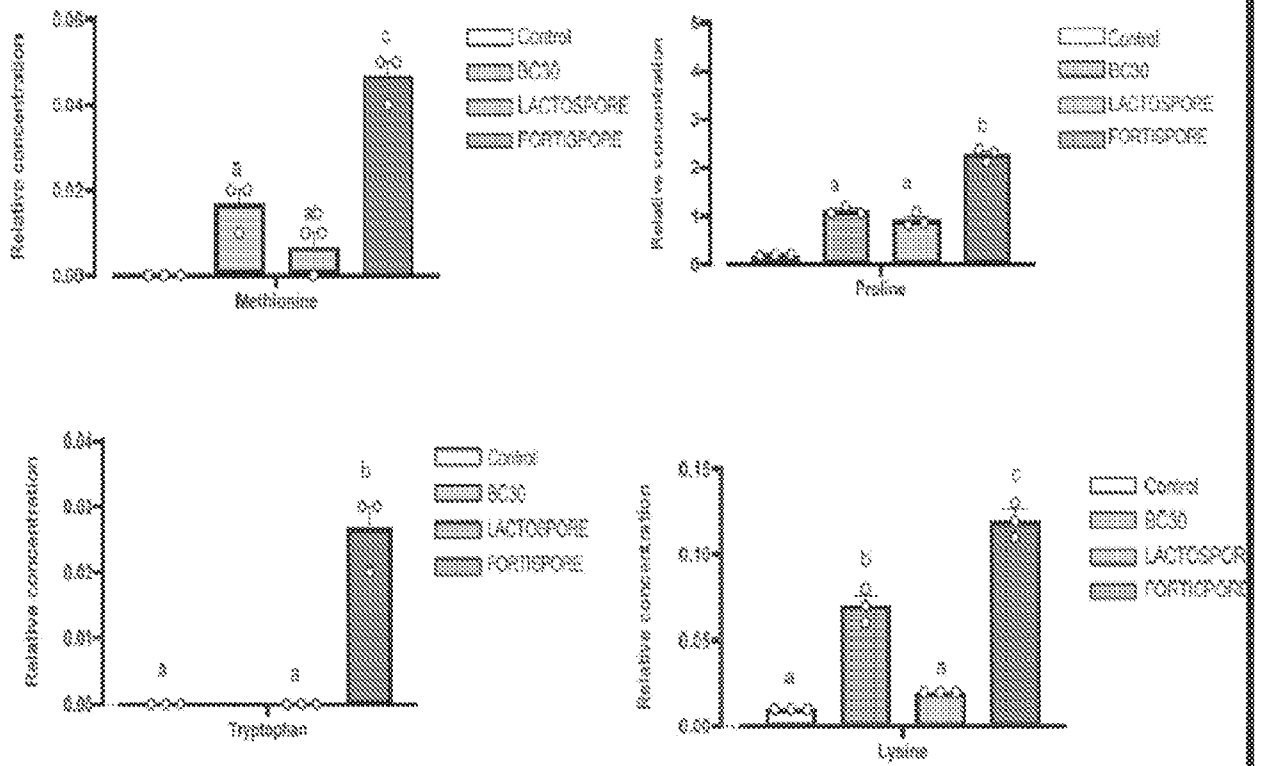 Relative concentration
0.06
0.04
0.02
0.00
a
ab
c
Methionine
Control
BC30
LACTOSPORE
FORTISPORE
Relative concentration
5
4
3
2
1
0
a
a
b
Proline
Control
BC30
LACTOSPORE
FORTISPORE
Relative concentration
0.04
0.03
0.02
0.01
0.00
a
a
b
Tryptophan
Control
BC30
LACTOSPORE
FORTISPORE
Relative concentration
0.15
0.10
0.05
0.00
a
b
a
c
Lysine
Control
BC30
LACTOSPOR
FORTISPORE